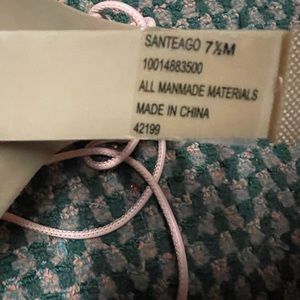 SANTEAGO 7½M
10014883500
ALL MANMADE MATERIALS
MADE IN CHINA
42199